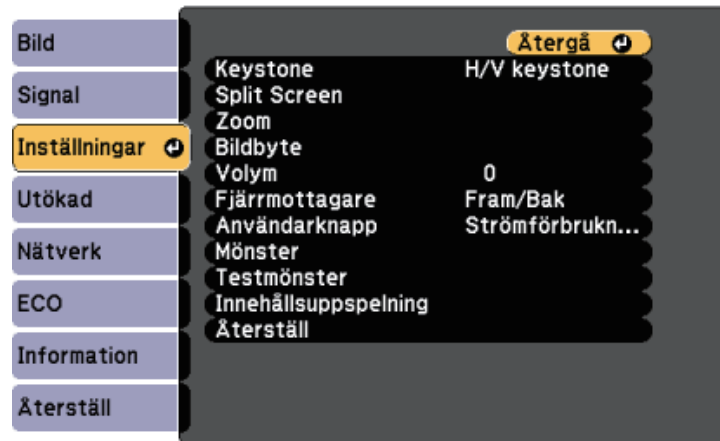 Bild
Signal
Inställningar
Utökad
Nätverk
ECO
Information
Återställ
Återgå
Keystone H/V keystone
Split Screen
Zoom
Bildbyte
Volym 0
Fjärrmottagare Fram/Bak
Användarknapp Strömförbrukn...
Mönster
Testmönster
Innehållsuppspelning
Återställ